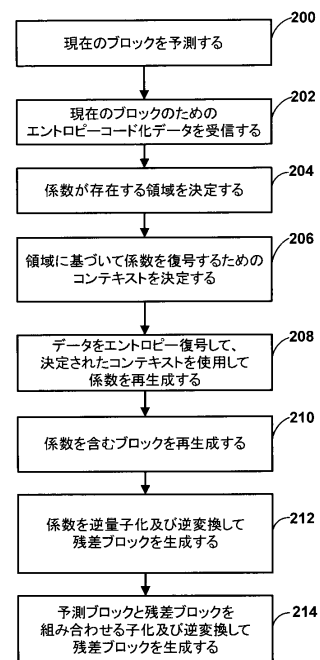 200
現在のブロックを予測する
202
現在のブロックのための
エントロピーコード化データを受信する
204
係数が存在する領域を決定する
206
領域に基づいて係数を復号するための
コンテキストを決定する
208
データをエントロピー復号して、
決定されたコンテキストを使用して
係数を再生成する
210
係数を含むブロックを再生成する
212
係数を逆量子化及び逆変換して
残差ブロックを生成する
214
予測ブロックと残差ブロックを
組み合わせる子化及び逆変換して
残差ブロックを生成する